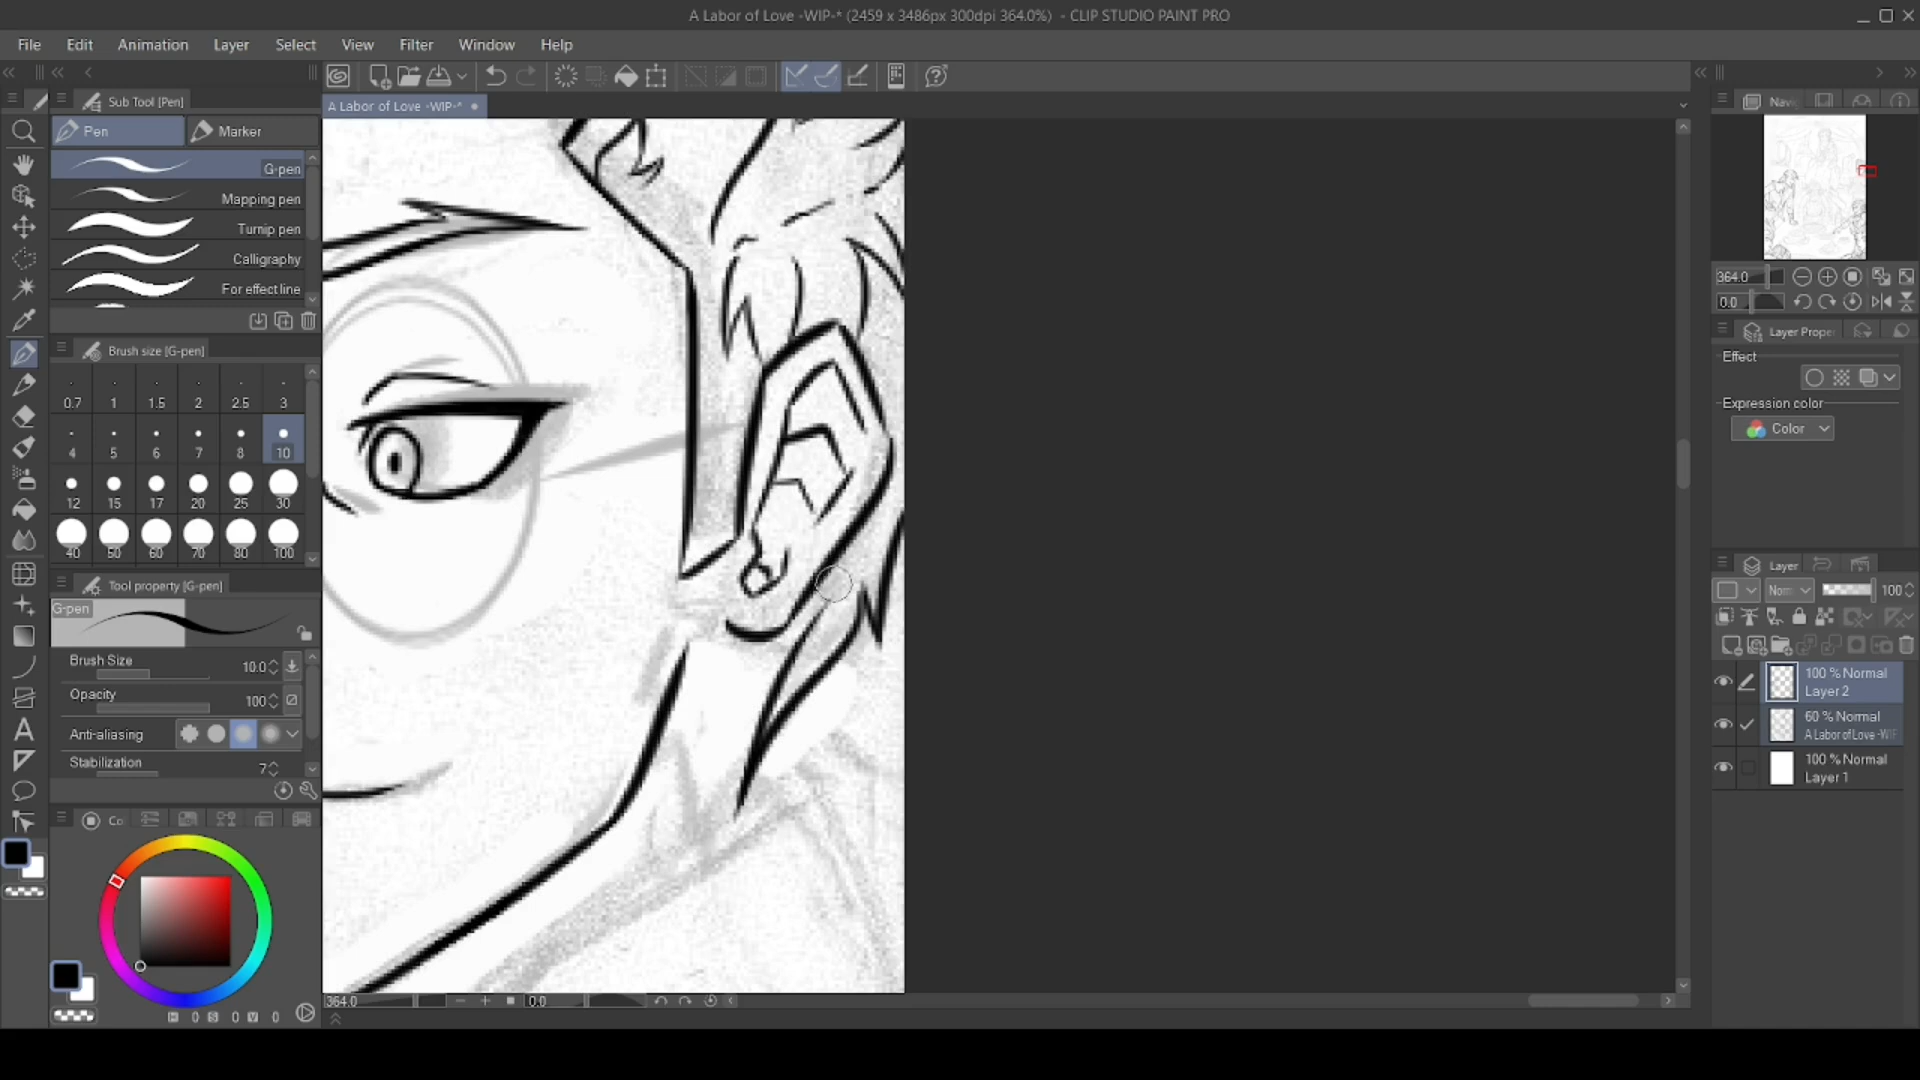 A Labor of Love -WIP-* (2459 x 3486px 300dpi 364.0%) - CLIP STUDIO PAINT PRO
File Edit Animation Layer Select View Filter Window Help
Sub Tool [Pen]
A Labor of Love -WIP-*
Pen Marker
G-pen
Mapping pen
Turnip pen
Calligraphy
For effect line
Brush size [G-pen]
0.7 1 1.5 2 2.5 3
4 5 6 7 8 10
12 15 17 20 25 30
40 50 60 70 80 100
Tool property [G-pen]
G-pen
Brush Size 10.0
Opacity 100
Anti-aliasing
Stabilization 7
Co
H 0 S 0 V 0
364.0 0.0
Navi
364.0
0.0
Layer Proper
Effect
Expression color
Color
Layer
Norm 100
100 % Normal
Layer 2
60 % Normal
A Labor of Love -WIP
100 % Normal
Layer 1